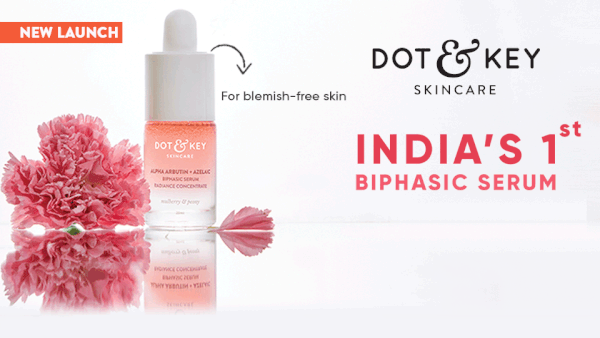 NEW LAUNCH
For blemish-free skin
DOT & KEY
SKINCARE
INDIA'S 1st
BIPHASIC SERUM
DOT & KEY
SKINCARE
ALPHA ARBUTIN + AZELAIC
BIPHASIC SERUM
RADIANCE CONCENTRATE
mulberry & peony